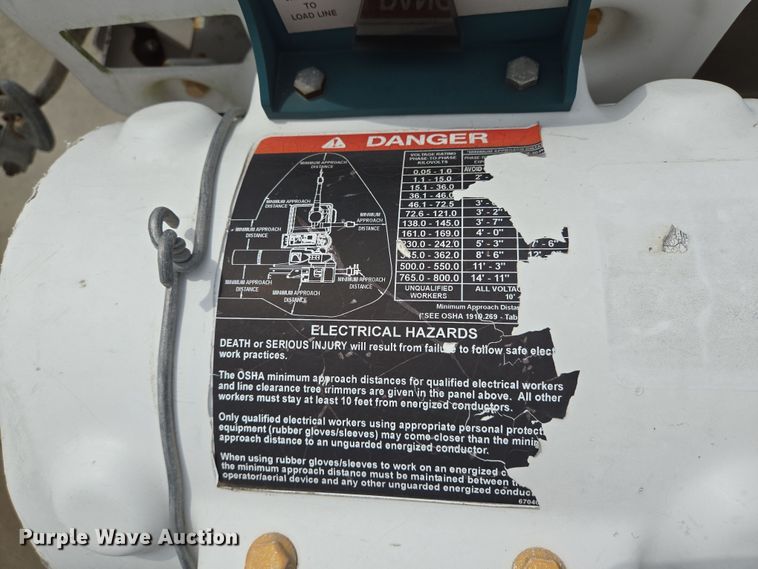 TO
LOAD LINE
DANGER
MINIMUM APPROACH
DISTANCE
MINIMUM
APPROACH
DISTANCE
MINIMUM
APPROACH
DISTANCE
MINIMUM APPROACH
DISTANCE
MINIMUM APPROACH
DISTANCE
VOLTAGE RATING
PHASE-TO-PHASE
KILOVOLTS
0.05 - 1.0 AVOID
1.1 - 15.0 2' -
15.1 - 36.0
36.1 - 46.0
46.1 - 72.5 3' -
72.6 - 121.0 3' - 2"
138.0 - 145.0 3' - 7"
161.0 - 169.0 4' - 0"
230.0 - 242.0 5' - 3" 7' - 6"
45.0 - 362.0 8' - 6" 12'
500.0 - 550.0 11' - 3"
765.0 - 800.0 14' - 11"
UNQUALIFIED ALL VOLTAG
WORKERS 10'
Minimum Approach Distan
(*SEE OSHA 1910.269 - Tab
ELECTRICAL HAZARDS
DEATH or SERIOUS INJURY will result from failure to follow safe elect
work practices.
The OSHA minimum approach distances for qualified electrical workers
and line clearance tree trimmers are given in the panel above. All other
workers must stay at least 10 feet from energized conductors.
Only qualified electrical workers using appropriate personal protect
equipment (rubber gloves/sleeves) may come closer than the minin
approach distance to an unguarded energized conductor.
When using rubber gloves/sleeves to work on an energized c
the minimum approach distance must be maintained between th
operator/aerial device and any other unguarded energized conduc
67040
Purple Wave Auction